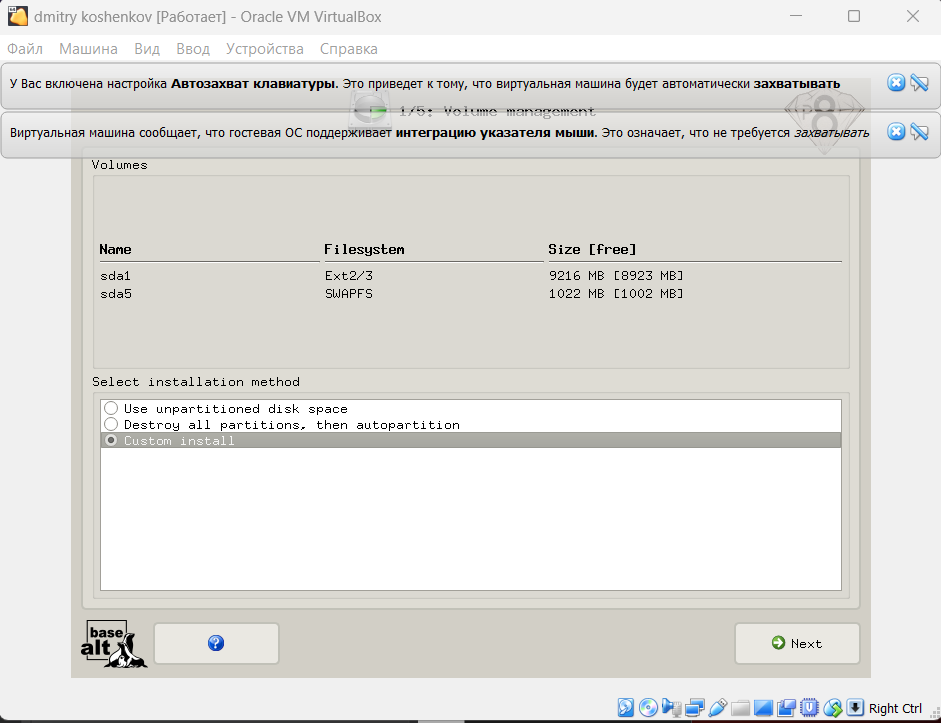 dmitry koshenkov [Работает] - Oracle VM VirtualBox
Файл Машина Вид Ввод Устройства Справка
У Вас включена настройка Автозахват клавиатуры. Это приведет к тому, что виртуальная машина будет автоматически захватывать
1/5: Volume management
P8
Виртуальная машина сообщает, что гостевая ОС поддерживает интеграцию указателя мыши. Это означает, что не требуется захватывать
Volumes
Name Filesystem Size [free]
sda1 Ext2/3 9216 MB [8923 MB]
sda5 SWAPFS 1022 MB [1002 MB]
Select installation method
Use unpartitioned disk space
Destroy all partitions, then autopartition
Custom install
base
alt
?
Next
Right Ctrl